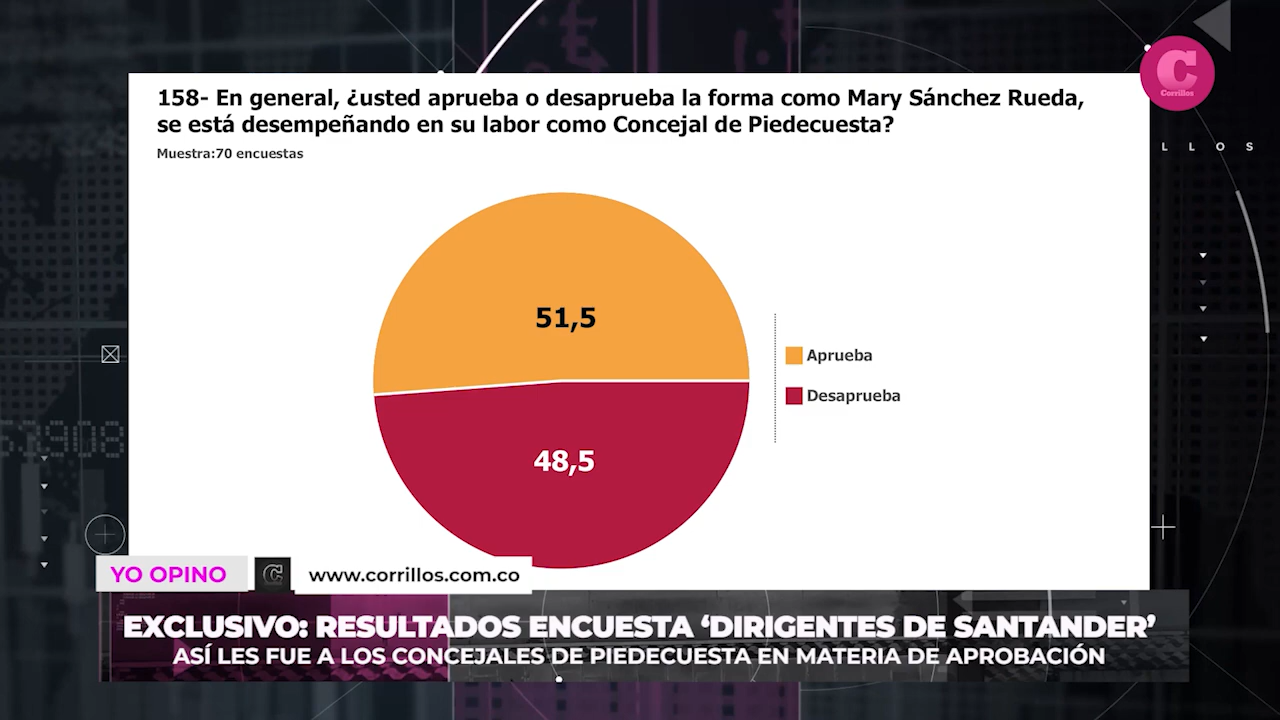 158- En general, ¿usted aprueba o desaprueba la forma como Mary Sánchez Rueda,
se está desempeñando en su labor como Concejal de Piedecuesta?
Muestra:70 encuestas
C
Corrillos
L L O S
51,5
Aprueba
Desaprueba
48,5
YO OPINO
C
www.corrillos.com.co
EXCLUSIVO: RESULTADOS ENCUESTA ‘DIRIGENTES DE SANTANDER’
ASÍ LES FUE A LOS CONCEJALES DE PIEDECUESTA EN MATERIA DE APROBACIÓN